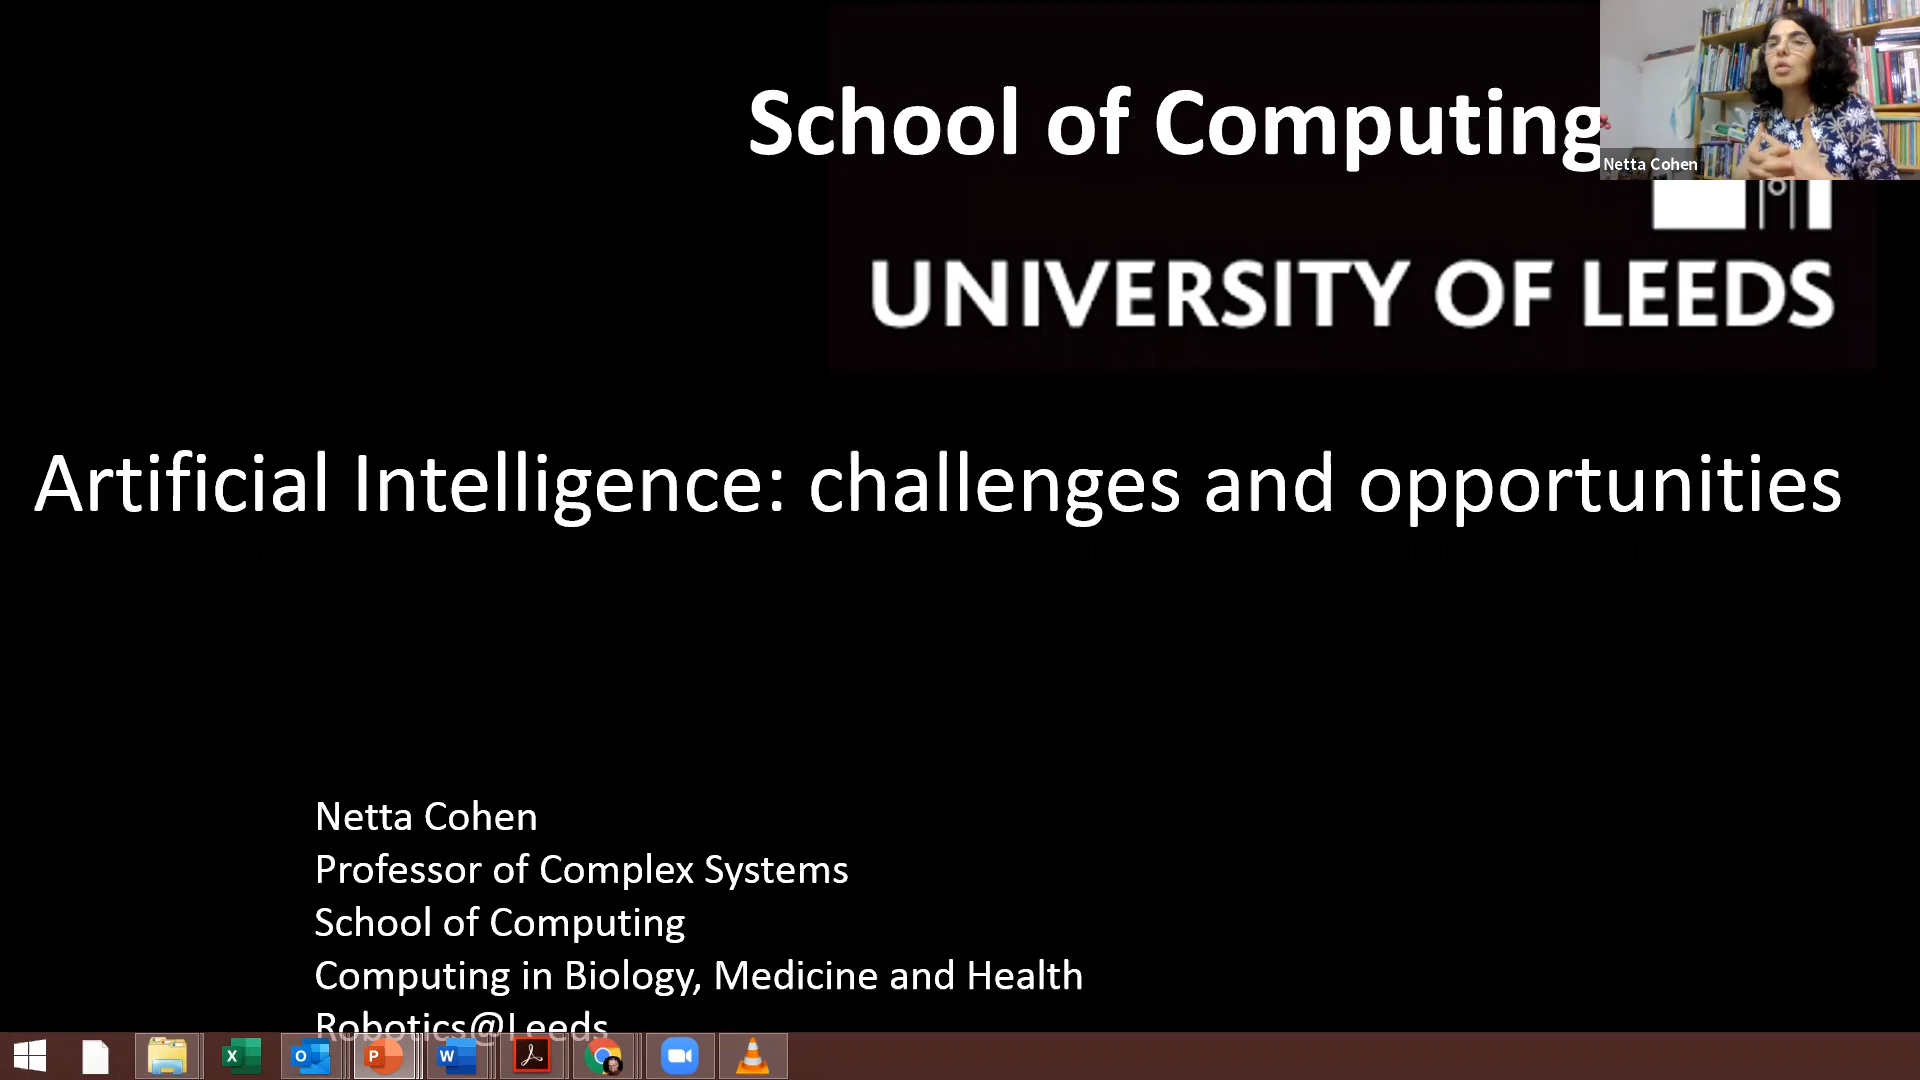 School of Computing
Netta Cohen
UNIVERSITY OF LEEDS
Artificial Intelligence: challenges and opportunities
Netta Cohen
Professor of Complex Systems
School of Computing
Computing in Biology, Medicine and Health
Robotics@Leeds